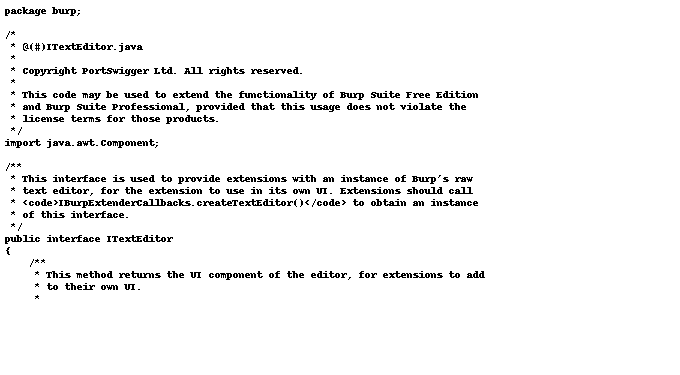 package burp;

/*
 * @(#)ITextEditor.java
 *
 * Copyright PortSwigger Ltd. All rights reserved.
 *
 * This code may be used to extend the functionality of Burp Suite Free Edition
 * and Burp Suite Professional, provided that this usage does not violate the
 * license terms for those products.
 */
import java.awt.Component;

/**
 * This interface is used to provide extensions with an instance of Burp's raw
 * text editor, for the extension to use in its own UI. Extensions should call
 * <code>IBurpExtenderCallbacks.createTextEditor()</code> to obtain an instance
 * of this interface.
 */
public interface ITextEditor
{
    /**
     * This method returns the UI component of the editor, for extensions to add
     * to their own UI.
     *